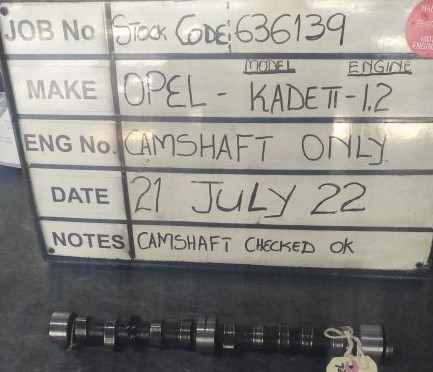 JOB No STOCK CODE: 636139
MODEL ENGINE
MAKE OPEL - KADETT - 1.2
ENG No. CAMSHAFT ONLY
DATE 21 JULY 22
NOTES CAMSHAFT CHECKED OK